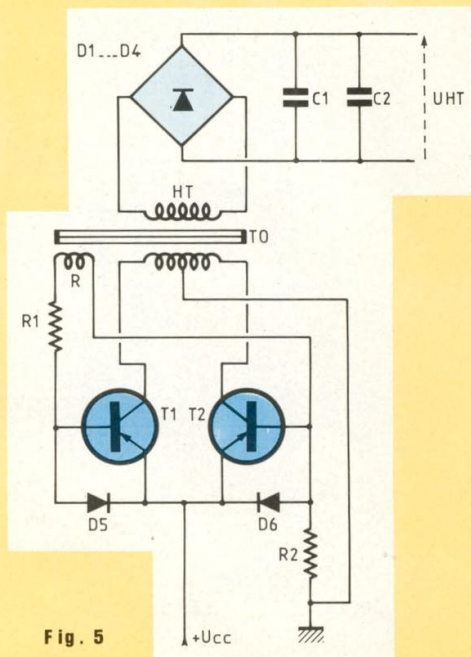 D1...D4
C1
C2
UHT
HT
TO
R
R1
T1
T2
D5
D6
R2
+Ucc
Fig. 5